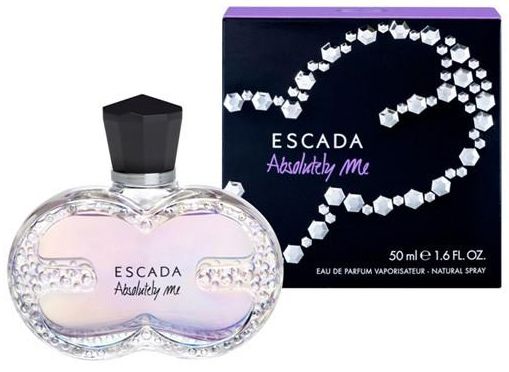 ESCADA
Absolutely Me
50 ml e 1.6 FL.OZ.
EAU DE PARFUM VAPORISATEUR - NATURAL SPRAY
ESCADA
Absolutely Me